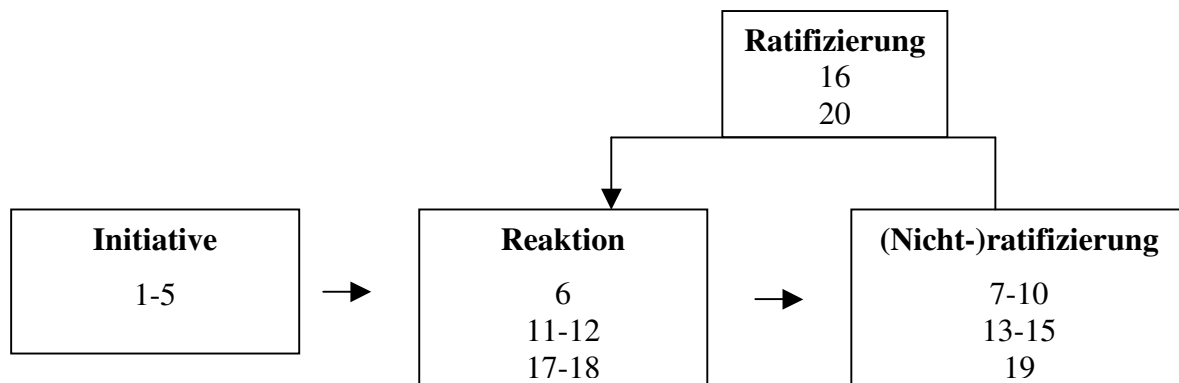 Ratifizierung
16
20
Initiative
1-5
Reaktion
6
11-12
17-18
(Nicht-)ratifizierung
7-10
13-15
19